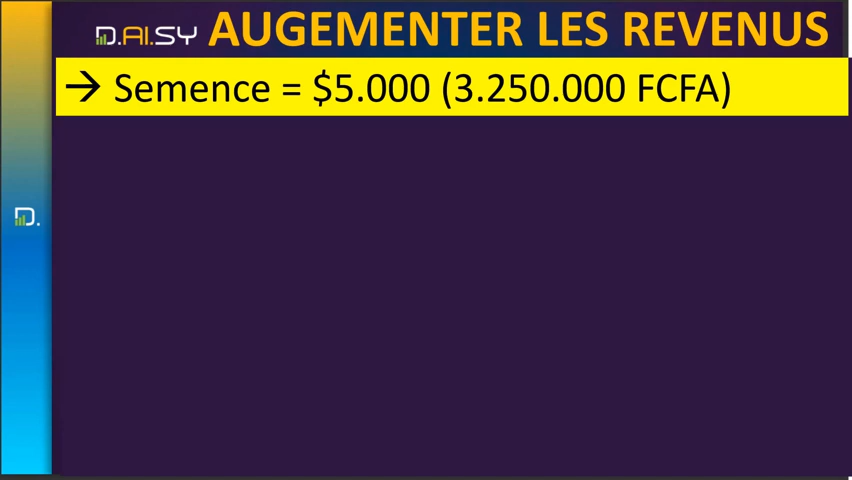 D.AI.SY AUGEMENTER LES REVENUS
→ Semence = $5.000 (3.250.000 FCFA)
D.